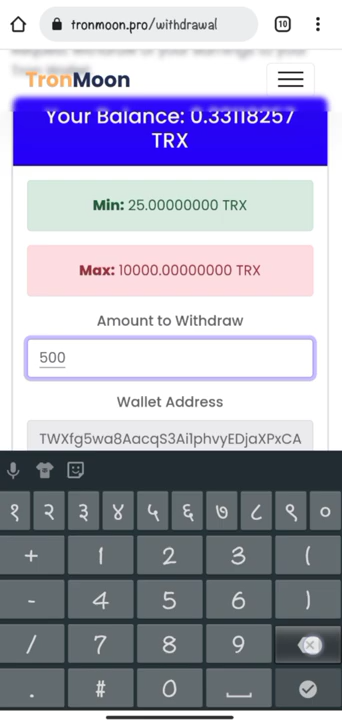 tronmoon.pro/withdrawal
10
TronMoon
Your Balance: 0.33118257
TRX
Min: 25.00000000 TRX
Max: 10000.00000000 TRX
Amount to Withdraw
500
Wallet Address
TWXfg5wa8AacqS3Ai1phvyEDjaXPxCA
१ २ ३ ४ ५ ६ ७ ८ ९ ०
+ 1 2 3 (
- 4 5 6 )
/ 7 8 9
. # 0